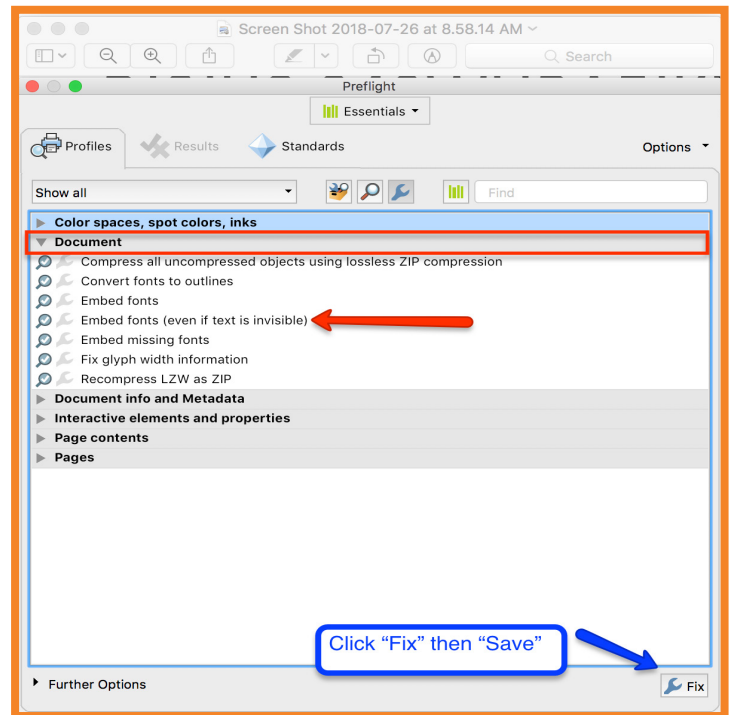 Screen Shot 2018-07-26 at 8.58.14 AM
Search
Preflight
Essentials
Profiles
Results
Standards
Options
Show all
Find
Color spaces, spot colors, inks
Document
Compress all uncompressed objects using lossless ZIP compression
Convert fonts to outlines
Embed fonts
Embed fonts (even if text is invisible)
Embed missing fonts
Fix glyph width information
Recompress LZW as ZIP
Document info and Metadata
Interactive elements and properties
Page contents
Pages
Click “Fix” then “Save”
Further Options
Fix